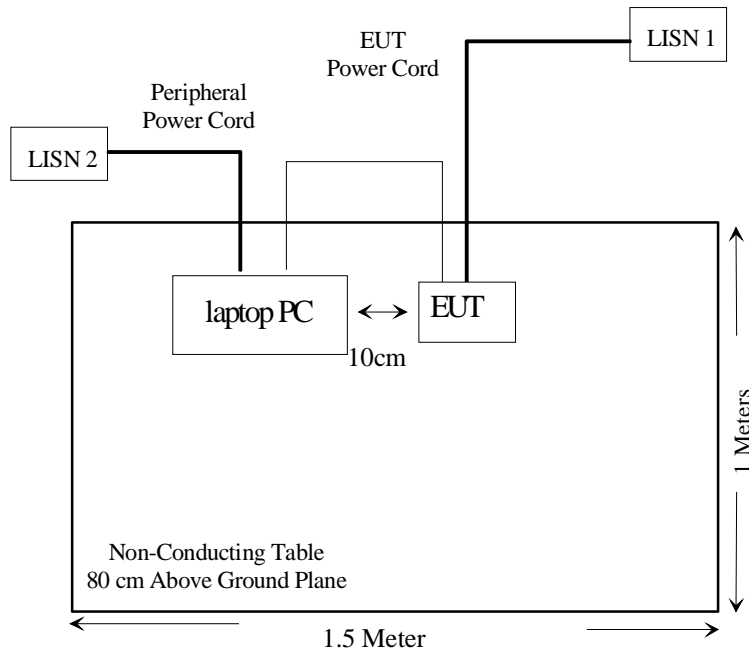 LISN 1
EUT
Power Cord
Peripheral
Power Cord
LISN 2
laptop PC
EUT
10cm
1 Meters
Non-Conducting Table
80 cm Above Ground Plane
1.5 Meter